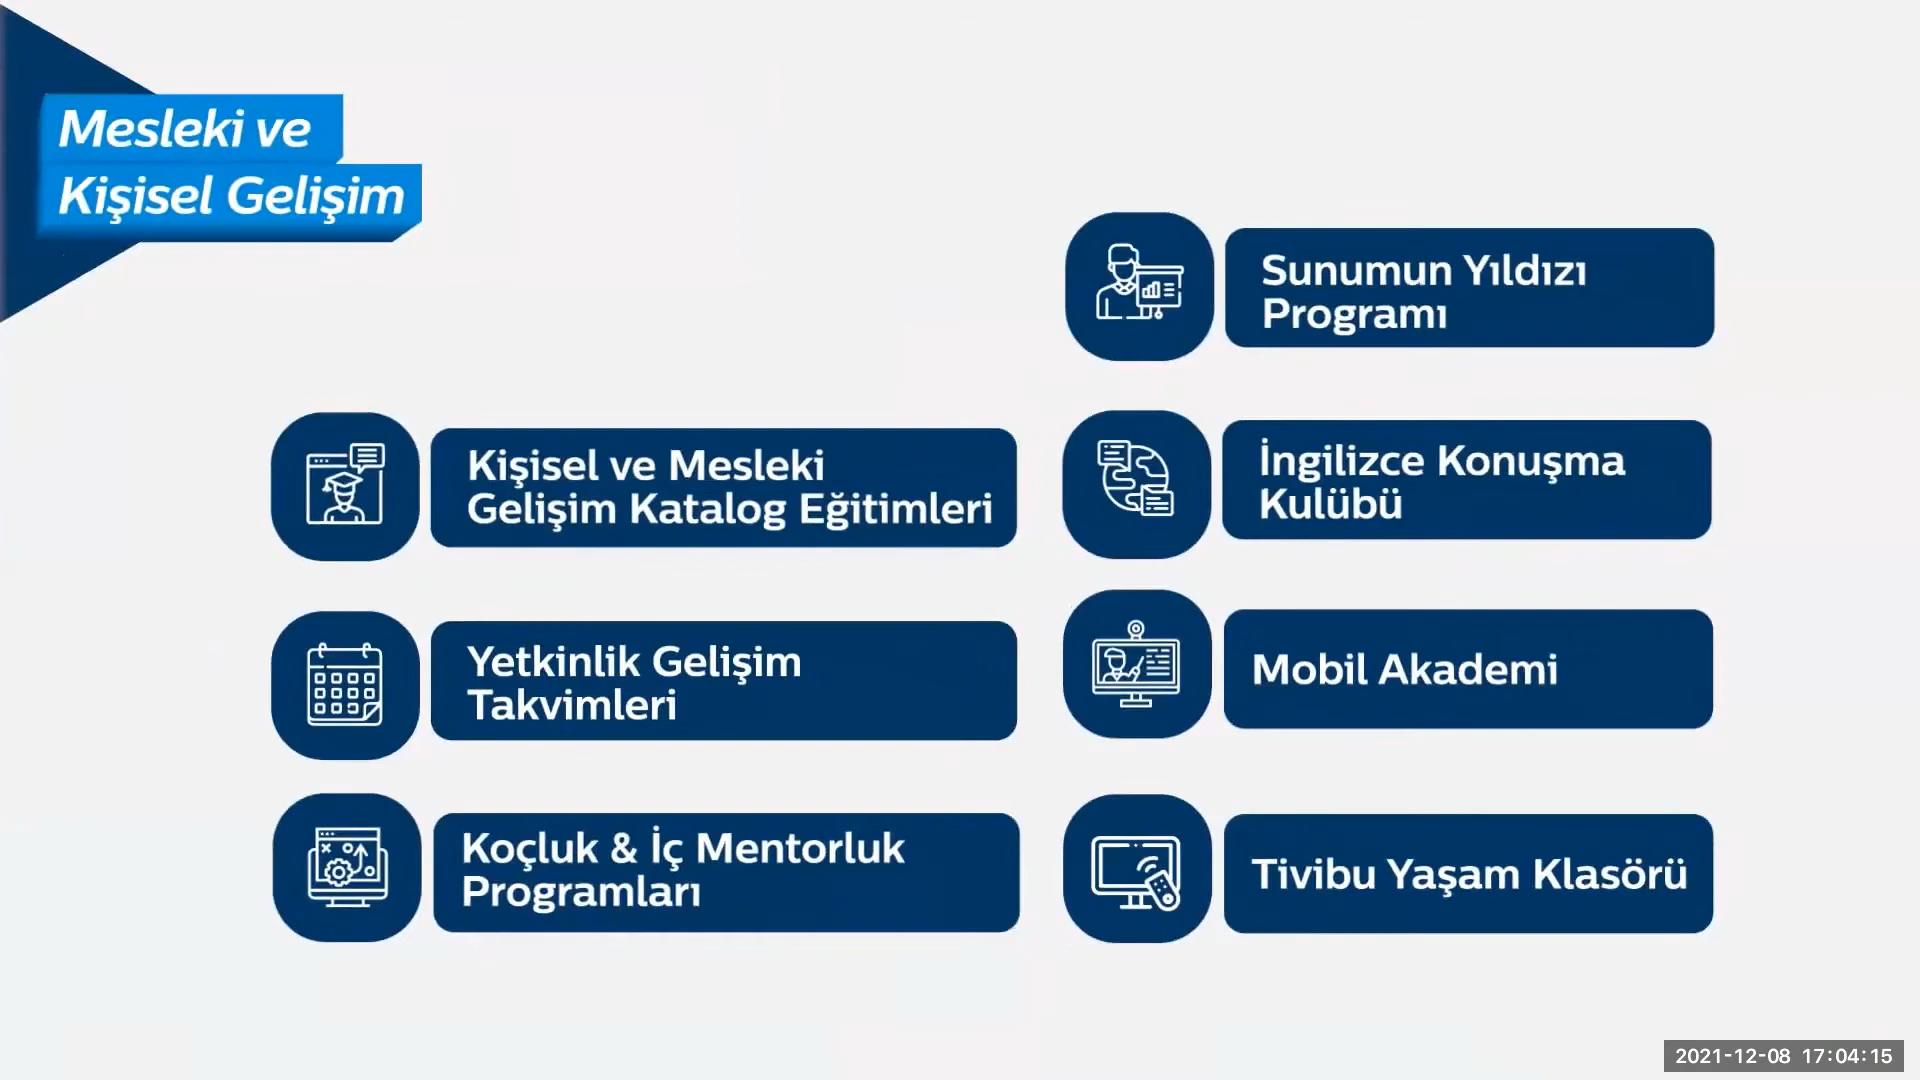 Mesleki ve
Kişisel Gelişim
Kişisel ve Mesleki
Gelişim Katalog Eğitimleri
Yetkinlik Gelişim
Takvimleri
Koçluk & İç Mentorluk
Programları
Sunumun Yıldızı
Programı
İngilizce Konuşma
Kulübü
Mobil Akademi
Tivibu Yaşam Klasörü
2021-12-08 17:04:15